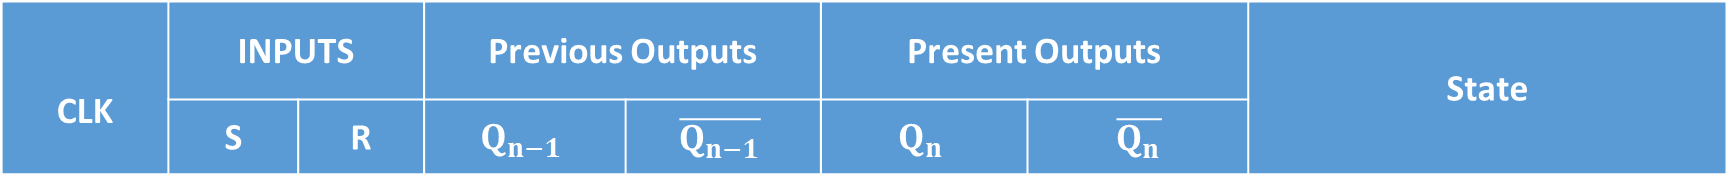 INPUTS Previous Outputs Present Outputs
State
CLK
S R Qₙ₋₁ Q̅ₙ₋₁ Qₙ Q̅ₙ